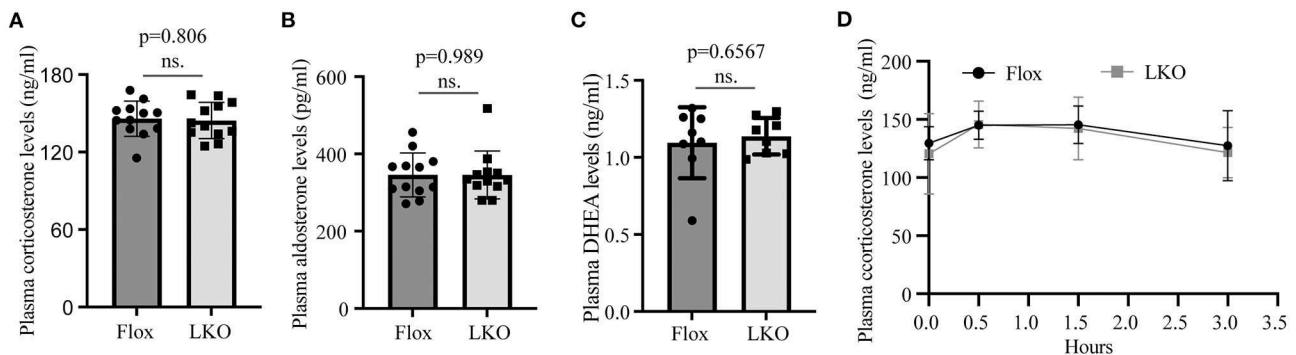 A
Plasma corticosterone levels (ng/ml)
p=0.806
ns.
180
120
60
0
Flox LKO
B
Plasma aldosterone levels (pg/ml)
p=0.989
ns.
600
400
200
0
Flox LKO
C
Plasma DHEA levels (ng/ml)
p=0.6567
ns.
1.5
1.0
0.5
0.0
Flox LKO
D
Plasma ccorticosterone levels (ng/ml)
Flox LKO
200
150
100
50
0
0.0 0.5 1.0 1.5 2.0 2.5 3.0 3.5
Hours